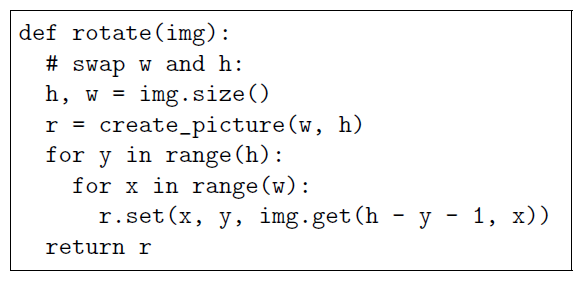 def rotate(img):
  # swap w and h:
  h, w = img.size()
  r = create_picture(w, h)
  for y in range(h):
    for x in range(w):
      r.set(x, y, img.get(h - y - 1, x))
  return r